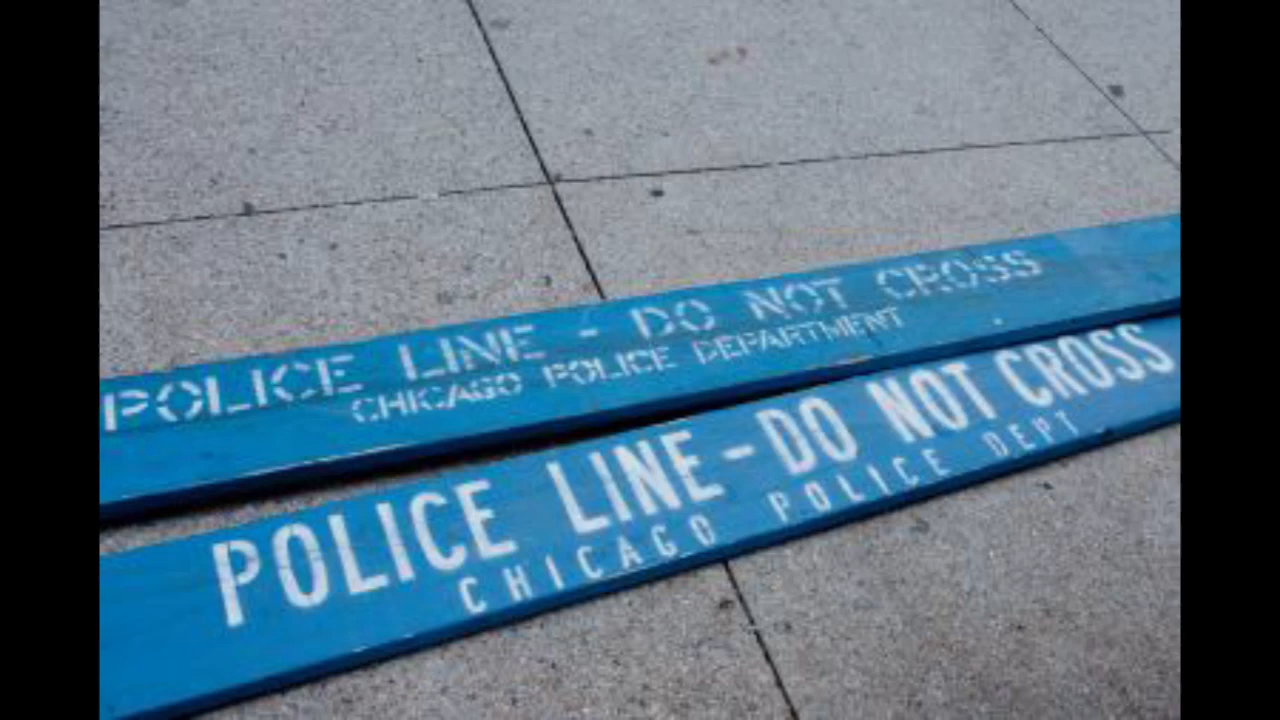 POLICE LINE - DO NOT CROSS
CHICAGO POLICE DEPARTMENT
POLICE LINE - DO NOT CROSS
CHICAGO POLICE DEPT.